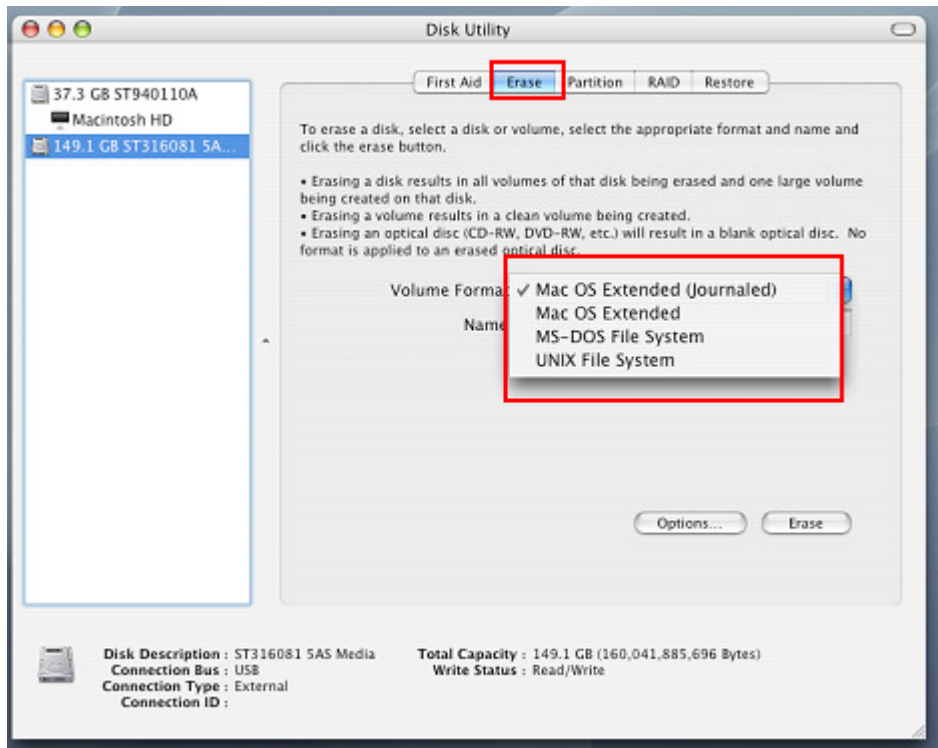 Disk Utility
37.3 GB ST940110A
Macintosh HD
149.1 GB ST316081 5A...
First Aid Erase Partition RAID Restore
To erase a disk, select a disk or volume, select the appropriate format and name and
click the erase button.
• Erasing a disk results in all volumes of that disk being erased and one large volume
being created on that disk.
• Erasing a volume results in a clean volume being created.
• Erasing an optical disc (CD-RW, DVD-RW, etc.) will result in a blank optical disc. No
format is applied to an erased optical disc.
Volume Format ✓ Mac OS Extended (Journaled)
Mac OS Extended
Name
MS-DOS File System
UNIX File System
Options... Erase
Disk Description : ST316081 5AS Media
Connection Bus : USB
Connection Type : External
Connection ID :
Total Capacity : 149.1 GB (160,041,885,696 Bytes)
Write Status : Read/Write